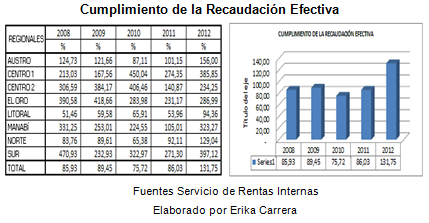 Cumplimiento de la Recaudación Efectiva
REGIONALES 2008 2009 2010 2011 2012
% % % % %
AUSTRO 124,73 121,66 87,11 101,15 156,00
CENTRO 1 213,03 167,56 450,04 274,35 385,85
CENTRO 2 306,59 384,17 406,46 140,87 234,25
EL ORO 390,58 418,66 283,98 231,17 286,99
LITORAL 51,46 59,58 65,91 53,96 94,36
MANABÍ 331,25 253,01 224,55 105,01 323,27
NORTE 83,76 89,61 65,38 92,11 129,04
SUR 470,93 232,93 322,97 271,30 397,12
TOTAL 85,93 89,45 75,72 86,03 131,75
CUMPLIMIENTO DE LA RECAUDACIÓN EFECTIVA
Título del eje
140,00
120,00
100,00
80,00
60,00
40,00
20,00
-
2008 2009 2010 2011 2012
Series1 85,93 89,45 75,72 86,03 131,75
Fuentes Servicio de Rentas Internas
Elaborado por Erika Carrera